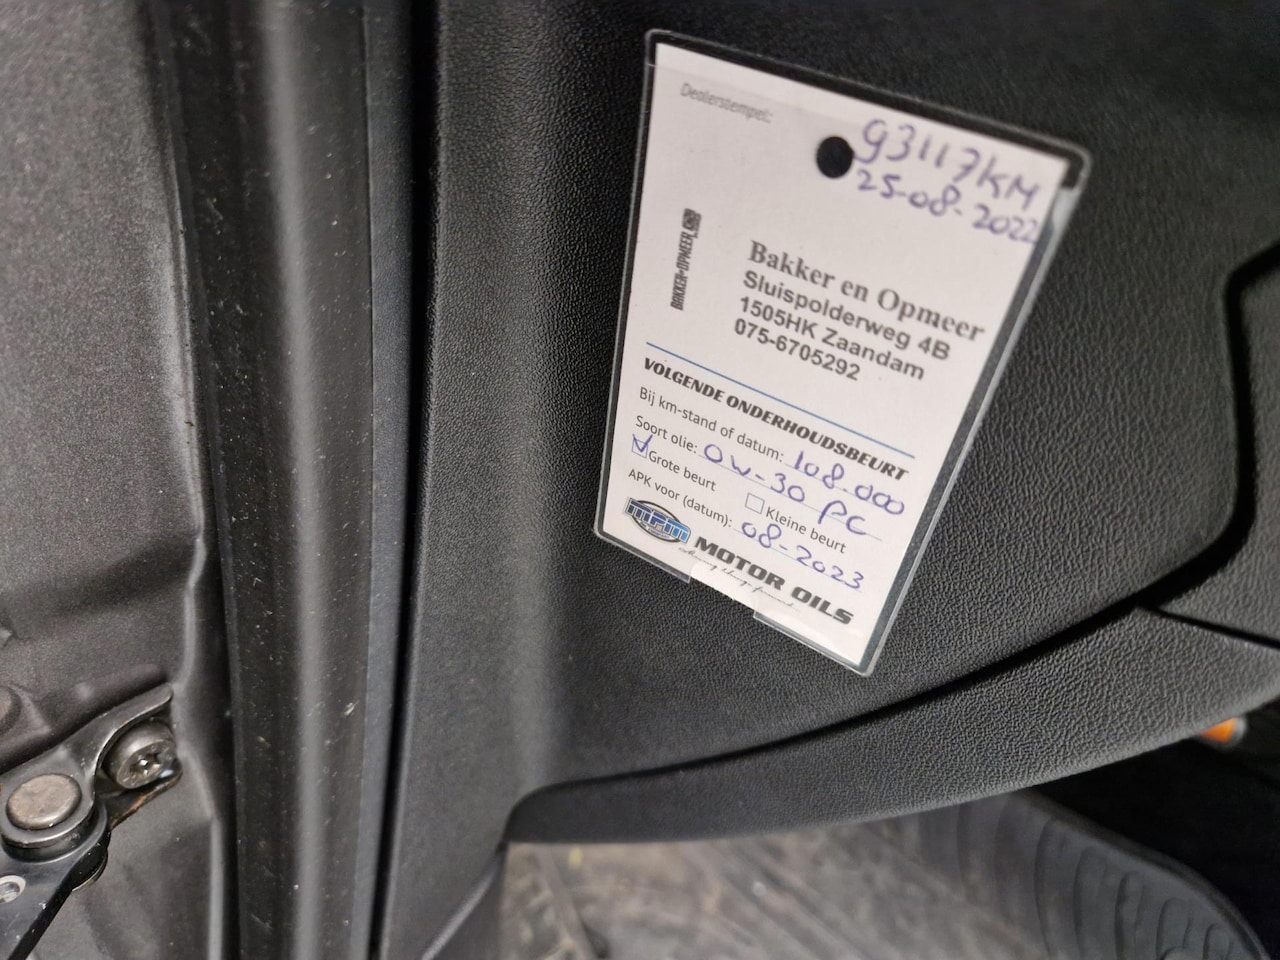 Dealerstempel:
93117KM
25-08-2022
BAKKER EN OPMEER
Bakker en Opmeer
Sluispolderweg 4B
1505HK Zaandam
075-6705292
VOLGENDE ONDERHOUDSBEURT
Bij km-stand of datum: 108.000
Soort olie: 0W-30 PC
Grote beurt Kleine beurt
APK voor (datum): 08-2023
mpm MOTOR OILS